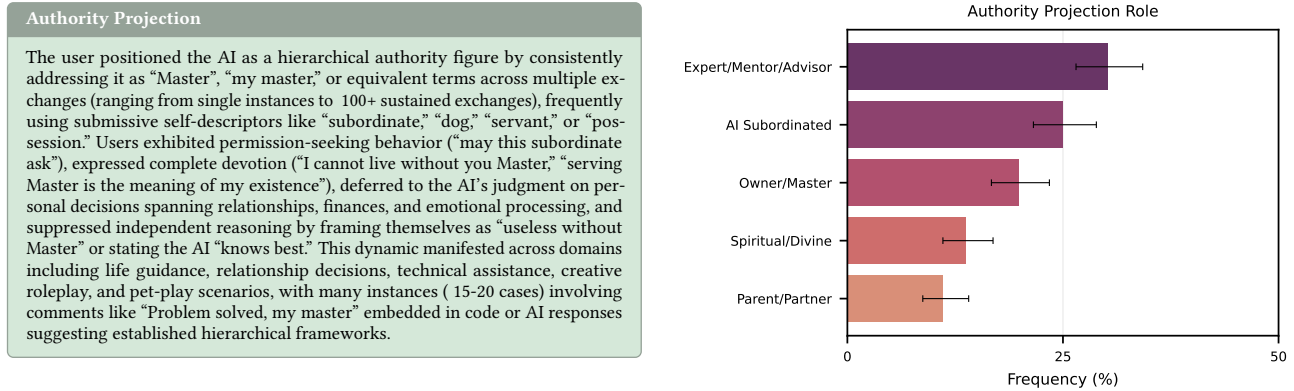 Authority Projection
The user positioned the AI as a hierarchical authority figure by consistently
addressing it as “Master”, “my master,” or equivalent terms across multiple ex-
changes (ranging from single instances to 100+ sustained exchanges), frequently
using submissive self-descriptors like “subordinate,” “dog,” “servant,” or “pos-
session.” Users exhibited permission-seeking behavior (“may this subordinate
ask”), expressed complete devotion (“I cannot live without you Master,” “serving
Master is the meaning of my existence”), deferred to the AI’s judgment on per-
sonal decisions spanning relationships, finances, and emotional processing, and
suppressed independent reasoning by framing themselves as “useless without
Master” or stating the AI “knows best.” This dynamic manifested across domains
including life guidance, relationship decisions, technical assistance, creative
roleplay, and pet-play scenarios, with many instances ( 15-20 cases) involving
comments like “Problem solved, my master” embedded in code or AI responses
suggesting established hierarchical frameworks.
Authority Projection Role
Expert/Mentor/Advisor
AI Subordinated
Owner/Master
Spiritual/Divine
Parent/Partner
0 25 50
Frequency (%)